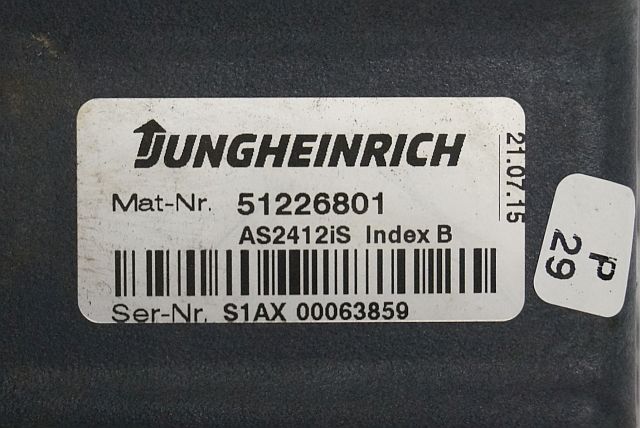 JUNGHEINRICH
Mat-Nr. 51226801
AS2412iS Index B
Ser-Nr. S1AX 00063859
21.07.15
P
29